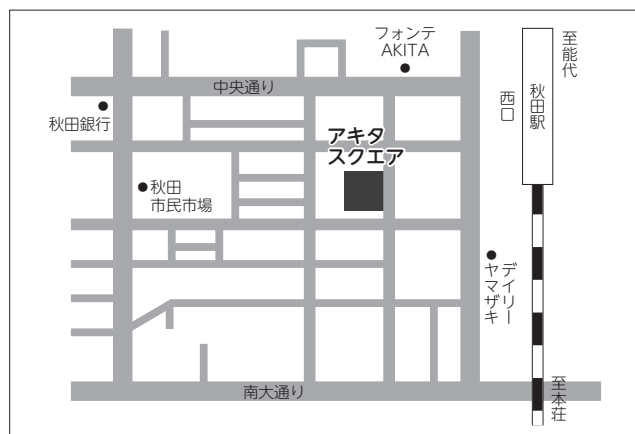 フォンテ
AKITA
中央通り
秋田銀行
アキタ
スクエア
秋田
市民市場
西口
秋田駅
至能代
デイリー
ヤマザキ
南大通り
至本荘